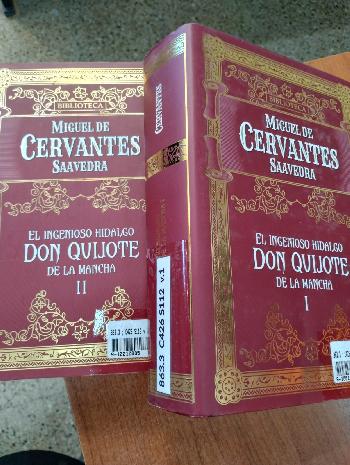 BIBLIOTECA
MIGUEL DE
CERVANTES
SAAVEDRA
EL INGENIOSO HIDALGO
DON QUIJOTE
DE LA MANCHA
II
CERVANTES
863.3 C426 S112 v.1
BIBLIOTECA
MIGUEL DE
CERVANTES
SAAVEDRA
EL INGENIOSO HIDALGO
DON QUIJOTE
DE LA MANCHA
I